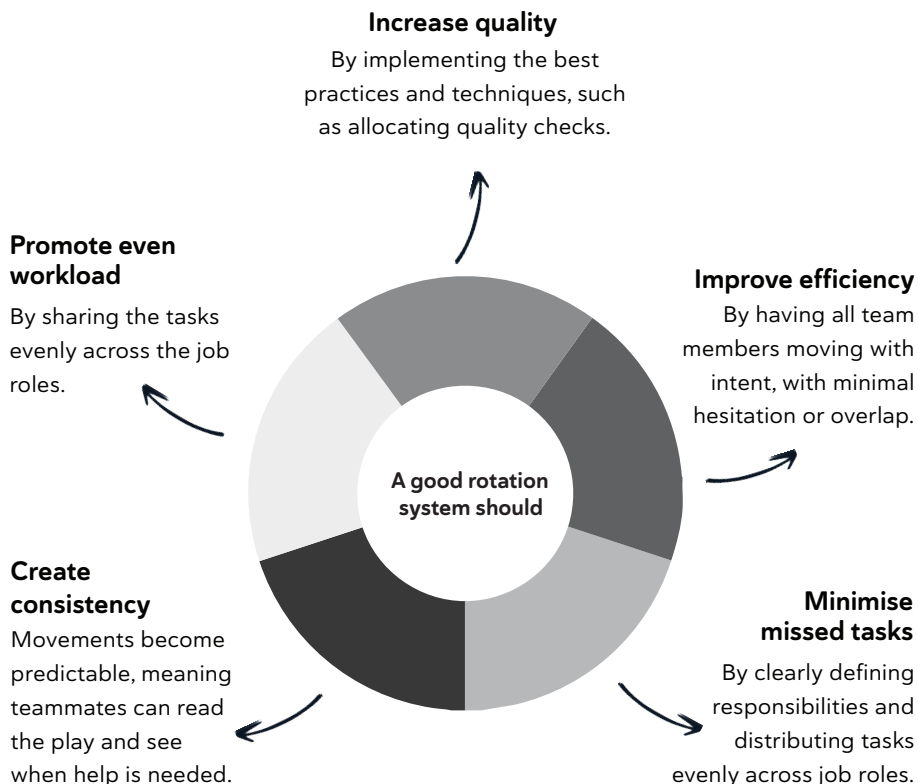 Increase quality
By implementing the best
practices and techniques, such
as allocating quality checks.
Promote even
workload
By sharing the tasks
evenly across the job
roles.
Improve efficiency
By having all team
members moving with
intent, with minimal
hesitation or overlap.
A good rotation
system should
Create
consistency
Movements become
predictable, meaning
teammates can read
the play and see
when help is needed.
Minimise
missed tasks
By clearly defining
responsibilities and
distributing tasks
evenly across job roles.